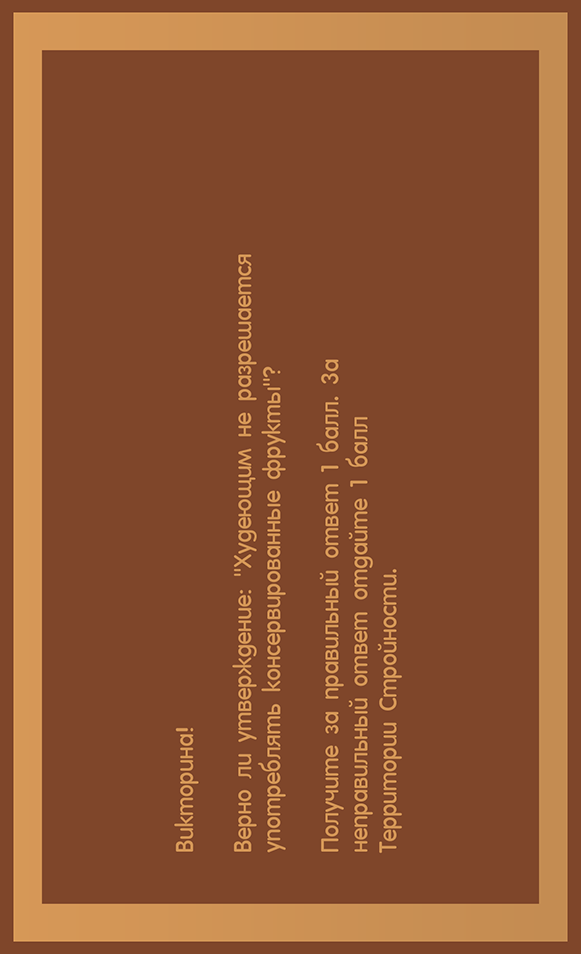 Викторина!
Верно ли утверждение: "Худеющим не разрешается
употреблять консервированные фрукты"?
Получите за правильный ответ 1 балл. За
неправильный ответ отдайте 1 балл
Территории Стройности.